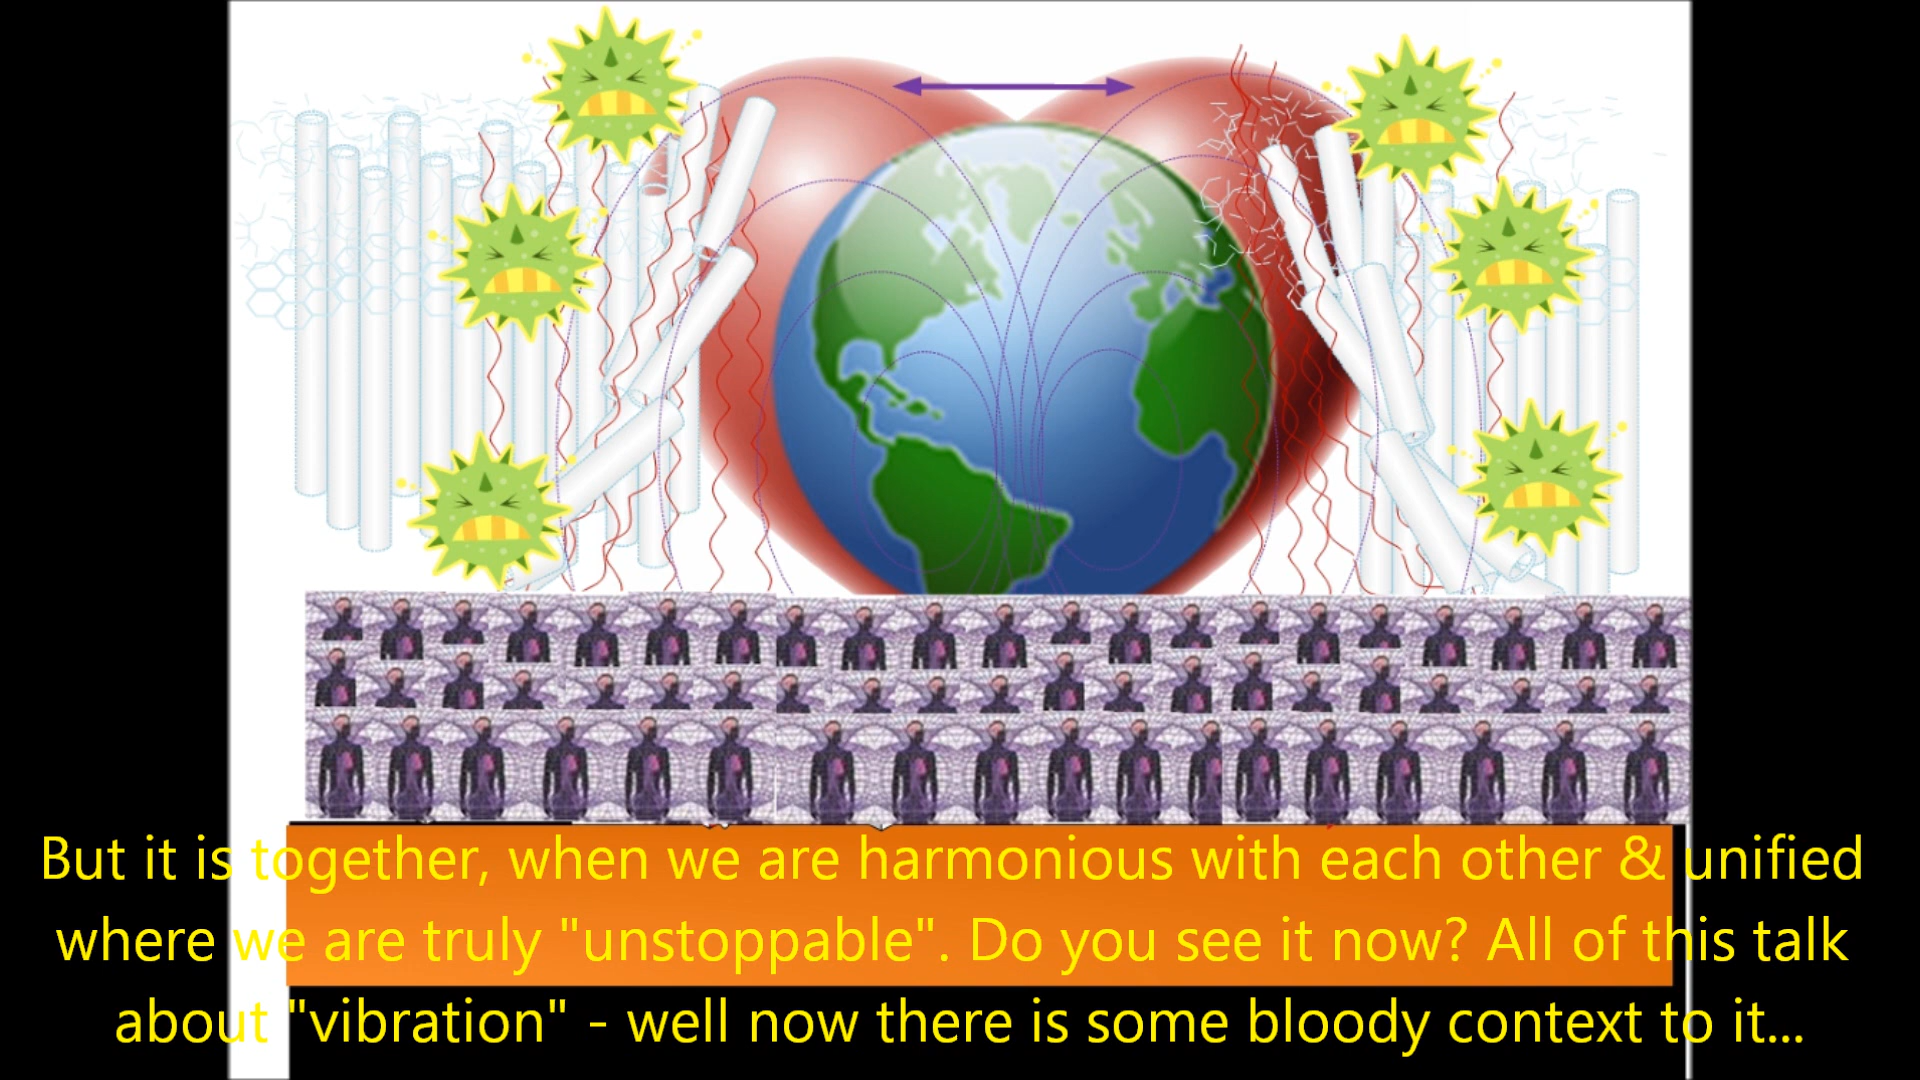 But it is together, when we are harmonious with each other & unified
where we are truly "unstoppable". Do you see it now? All of this talk
about "vibration" - well now there is some bloody context to it...